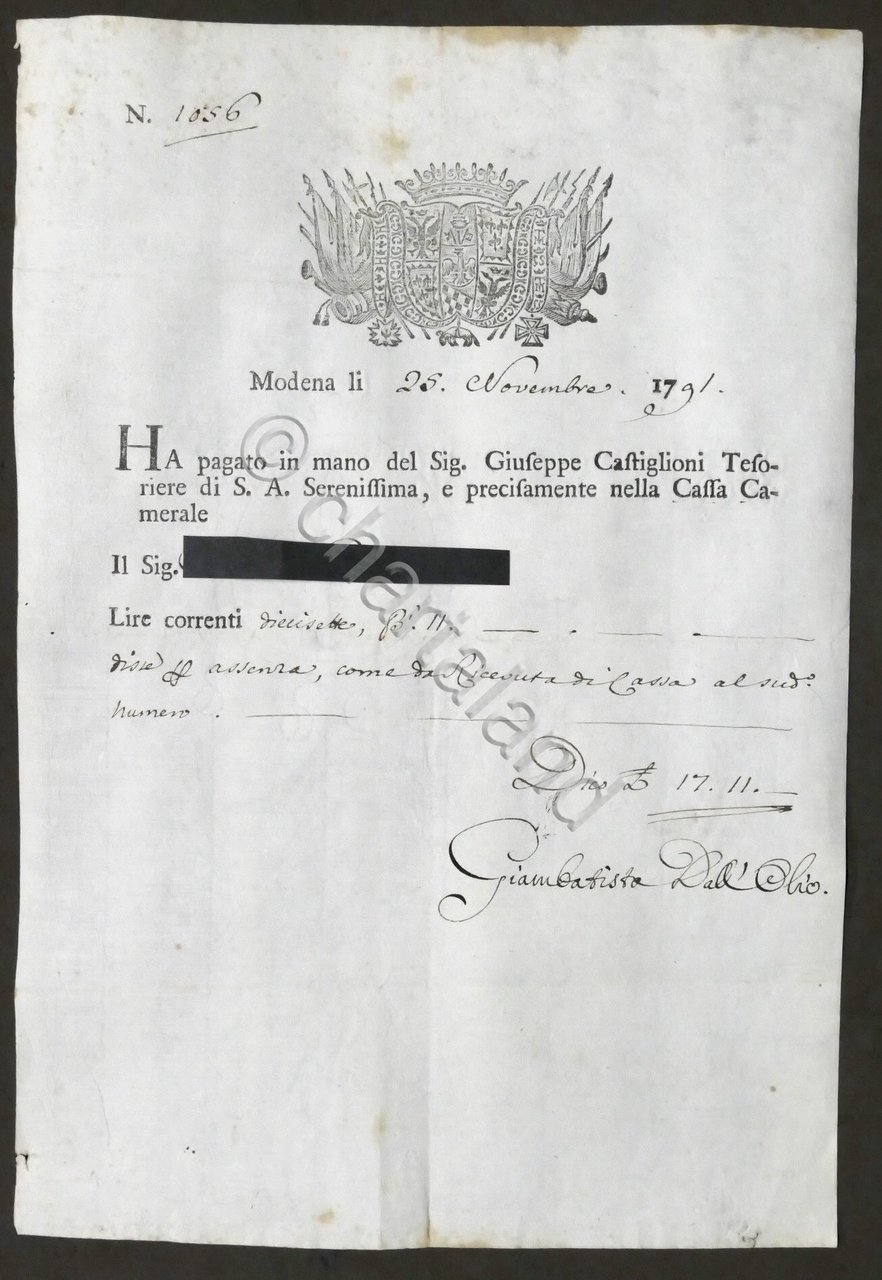 N. 1056
Modena li 25. Novembre. 1791.
HA pagato in mano del Sig. Giuseppe Castiglioni Teso-
riere di S. A. Serenissima, e precisamente nella Cassa Ca-
merale
Il Sig.
Lire correnti diecisette, 11.
disse assenza, come da Ricevuta di Cassa al sudº
numero.
Dico £ 17. 11.
Giambatista Dall'Olio.
© chartaland